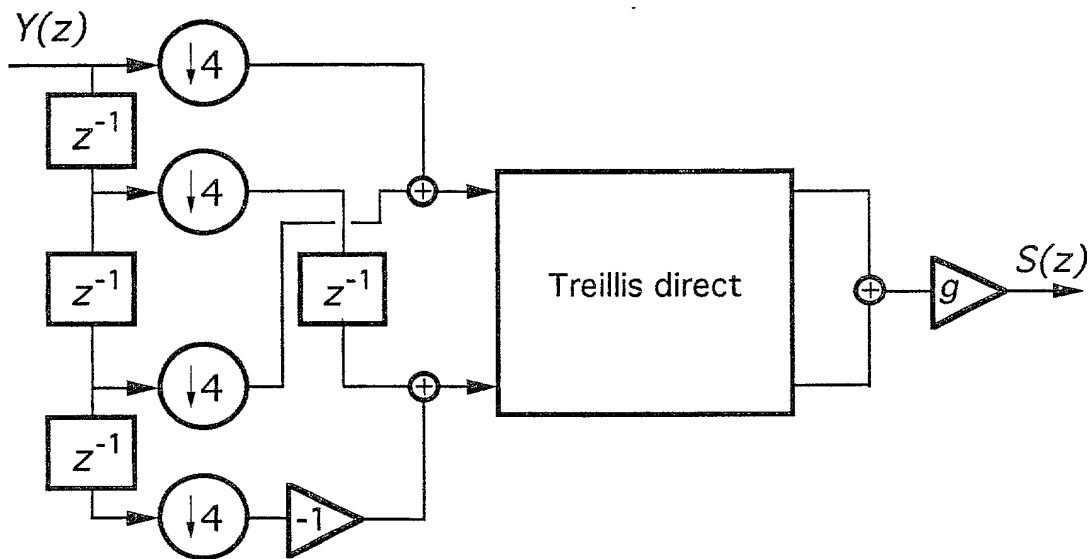 Y(z)
↓4
z⁻¹
↓4
z⁻¹
z⁻¹
Treillis direct
g
S(z)
↓4
z⁻¹
↓4
-1